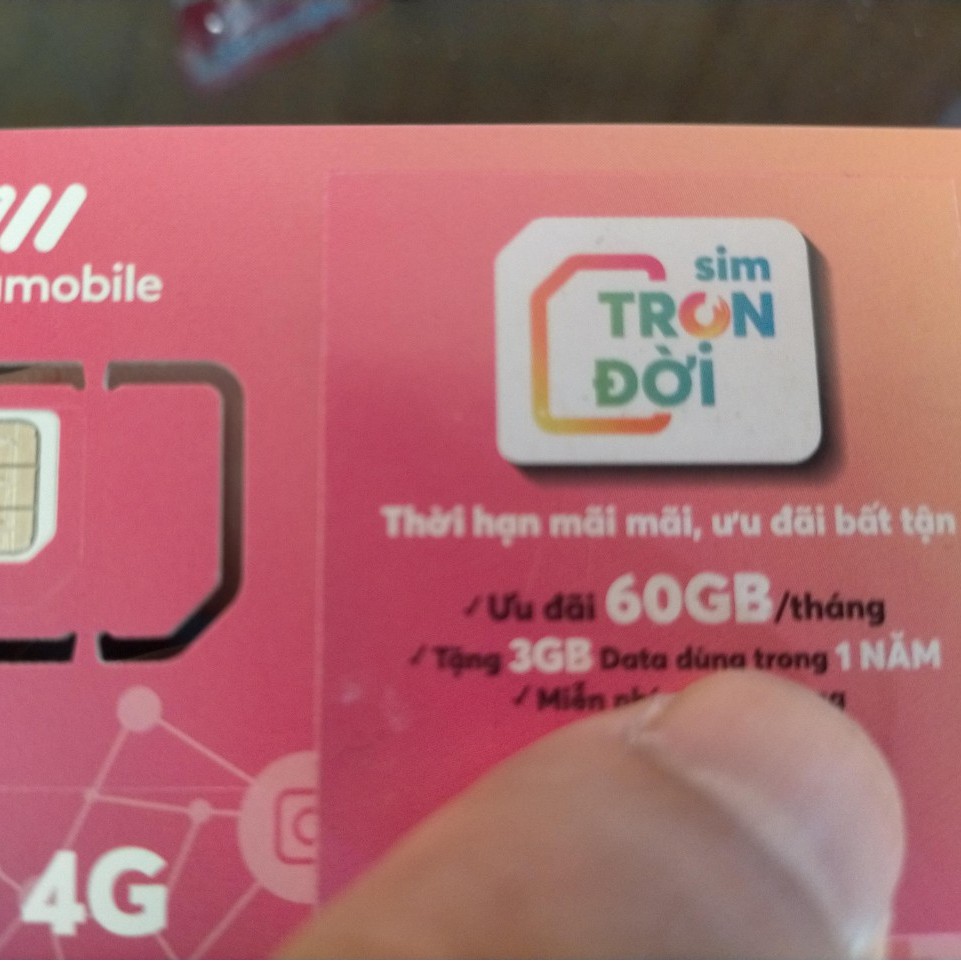 mobile
sim
TRỌN
ĐỜI
Thời hạn mãi mãi, ưu đãi bất tận
✓ Ưu đãi 60GB/tháng
✓ Tặng 3GB Data dùng trong 1 NĂM
✓ Miễn
4G